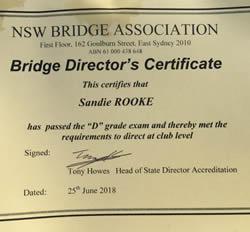 NSW BRIDGE ASSOCIATION
First Floor, 162 Goulburn Street, East Sydney 2010
ABN 61 000 438 648
Bridge Director's Certificate
This certifies that
Sandie ROOKE
has passed the “D” grade exam and thereby met the
requirements to direct at club level
Signed:
Tony Howes Head of State Director Accreditation
Dated: 25th June 2018